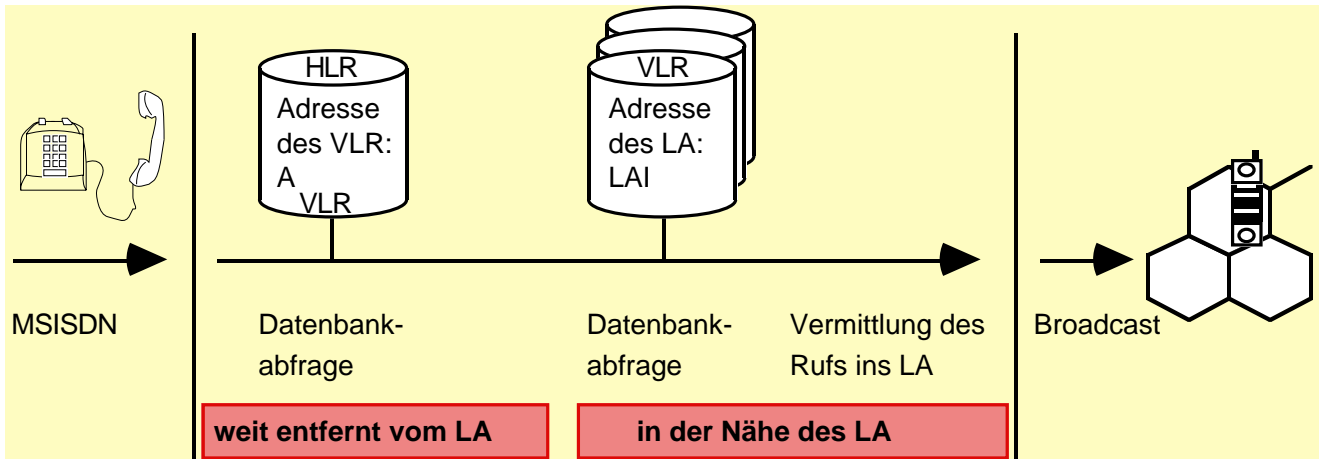 HLR
Adresse
des VLR:
A
VLR
VLR
Adresse
des LA:
LAI
MSISDN
Datenbank-
abfrage
Datenbank-
abfrage
Vermittlung des
Rufs ins LA
Broadcast
weit entfernt vom LA
in der Nähe des LA